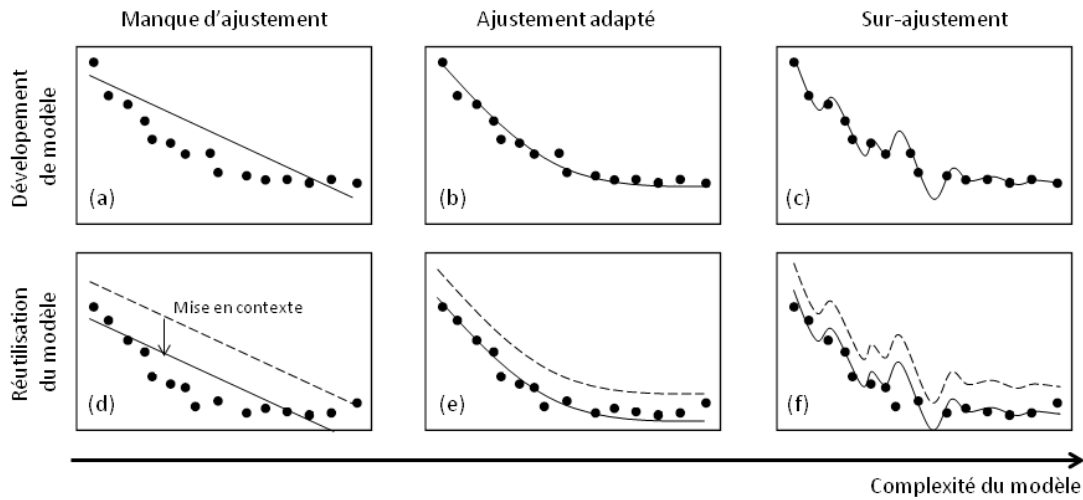 Manque d'ajustement
Ajustement adapté
Sur-ajustement
Dévelopement
de modèle
(a)
(b)
(c)
Réutilisation
du modèle
Mise en contexte
(d)
(e)
(f)
Complexité du modèle